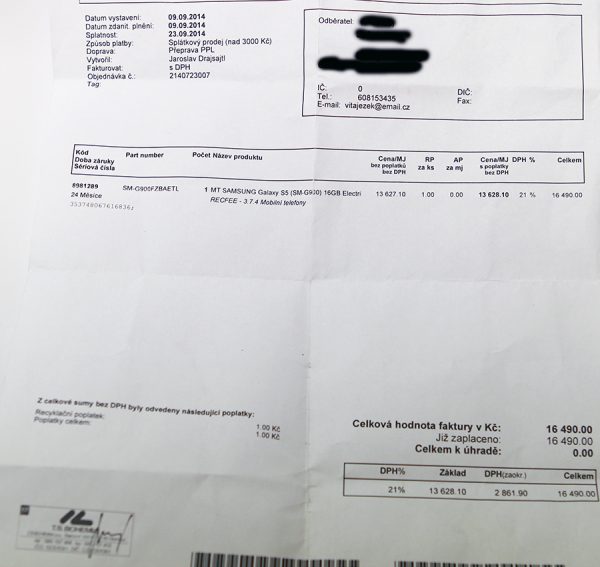 Datum vystavení: 09.09.2014
Datum zdanit. plnění: 09.09.2014
Splatnost: 23.09.2014
Způsob platby: Splátkový prodej (nad 3000 Kč)
Doprava: Přeprava PPL
Vytvořil: Jaroslav Drajsajtl
Fakturovat: s DPH
Objednávka č.: 2140723007
Tag:
Odběratel:
IČ: 0 DIČ:
Tel.: 608153435 Fax:
E-mail: vitajezek@email.cz
Kód Part number Počet Název produktu Cena/MJ RP AP Cena/MJ DPH % Celkem
Doba záruky bez poplatků za ks za mj s poplatky
Sériová čísla bez DPH bez DPH
8981289 SM-G900FZBAETL 1 MT SAMSUNG Galaxy S5 (SM-G900) 16GB Electri 13 627.10 1.00 0.00 13 628.10 21 % 16 490.00
24 Měsíce RECFEE - 3.7.4 Mobilní telefony
353748067616836;
Z celkové sumy bez DPH byly odvedeny následující poplatky:
Recyklační poplatek: 1.00 Kč
Poplatky celkem: 1.00 Kč
Celková hodnota faktury v Kč: 16 490.00
Již zaplaceno: 16 490.00
Celkem k úhradě: 0.00
DPH% Základ DPH(zaokr.) Celkem
21% 13 628.10 2 861.90 16 490.00
T.S.BOHEMIA